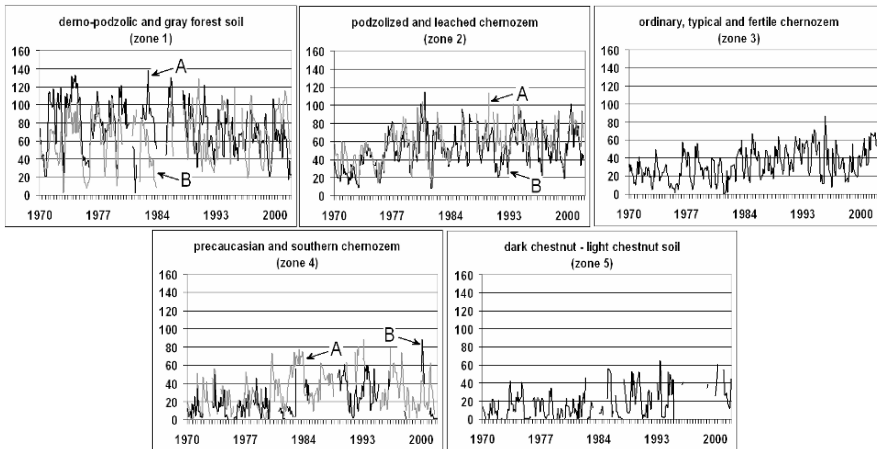 derno-podzolic and gray forest soil
(zone 1)
160
140
120
100
80
60
40
20
0
A
B
1970 1977 1984 1993 2000
podzolized and leached chernozem
(zone 2)
160
140
120
100
80
60
40
20
0
A
B
1970 1977 1984 1993 2000
ordinary, typical and fertile chernozem
(zone 3)
160
140
120
100
80
60
40
20
0
1970 1977 1984 1993 2000
precaucasian and southern chernozem
(zone 4)
160
140
120
100
80
60
40
20
0
A
B
1970 1977 1984 1993 2000
dark chestnut - light chestnut soil
(zone 5)
160
140
120
100
80
60
40
20
0
1970 1977 1984 1993 2000